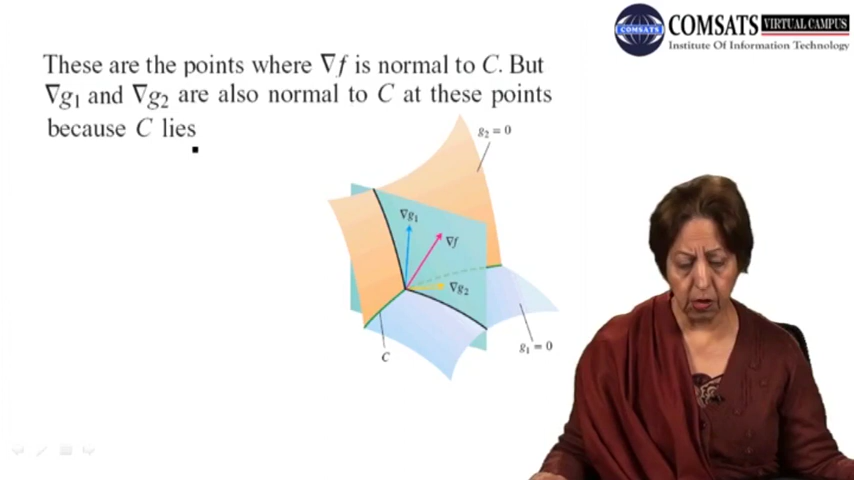 COMSATS VIRTUAL CAMPUS
COMSATS
Institute Of Information Technology
These are the points where ∇f is normal to C. But
∇g₁ and ∇g₂ are also normal to C at these points
because C lies
g₂ = 0
∇g₁
∇f
∇g₂
C
g₁ = 0